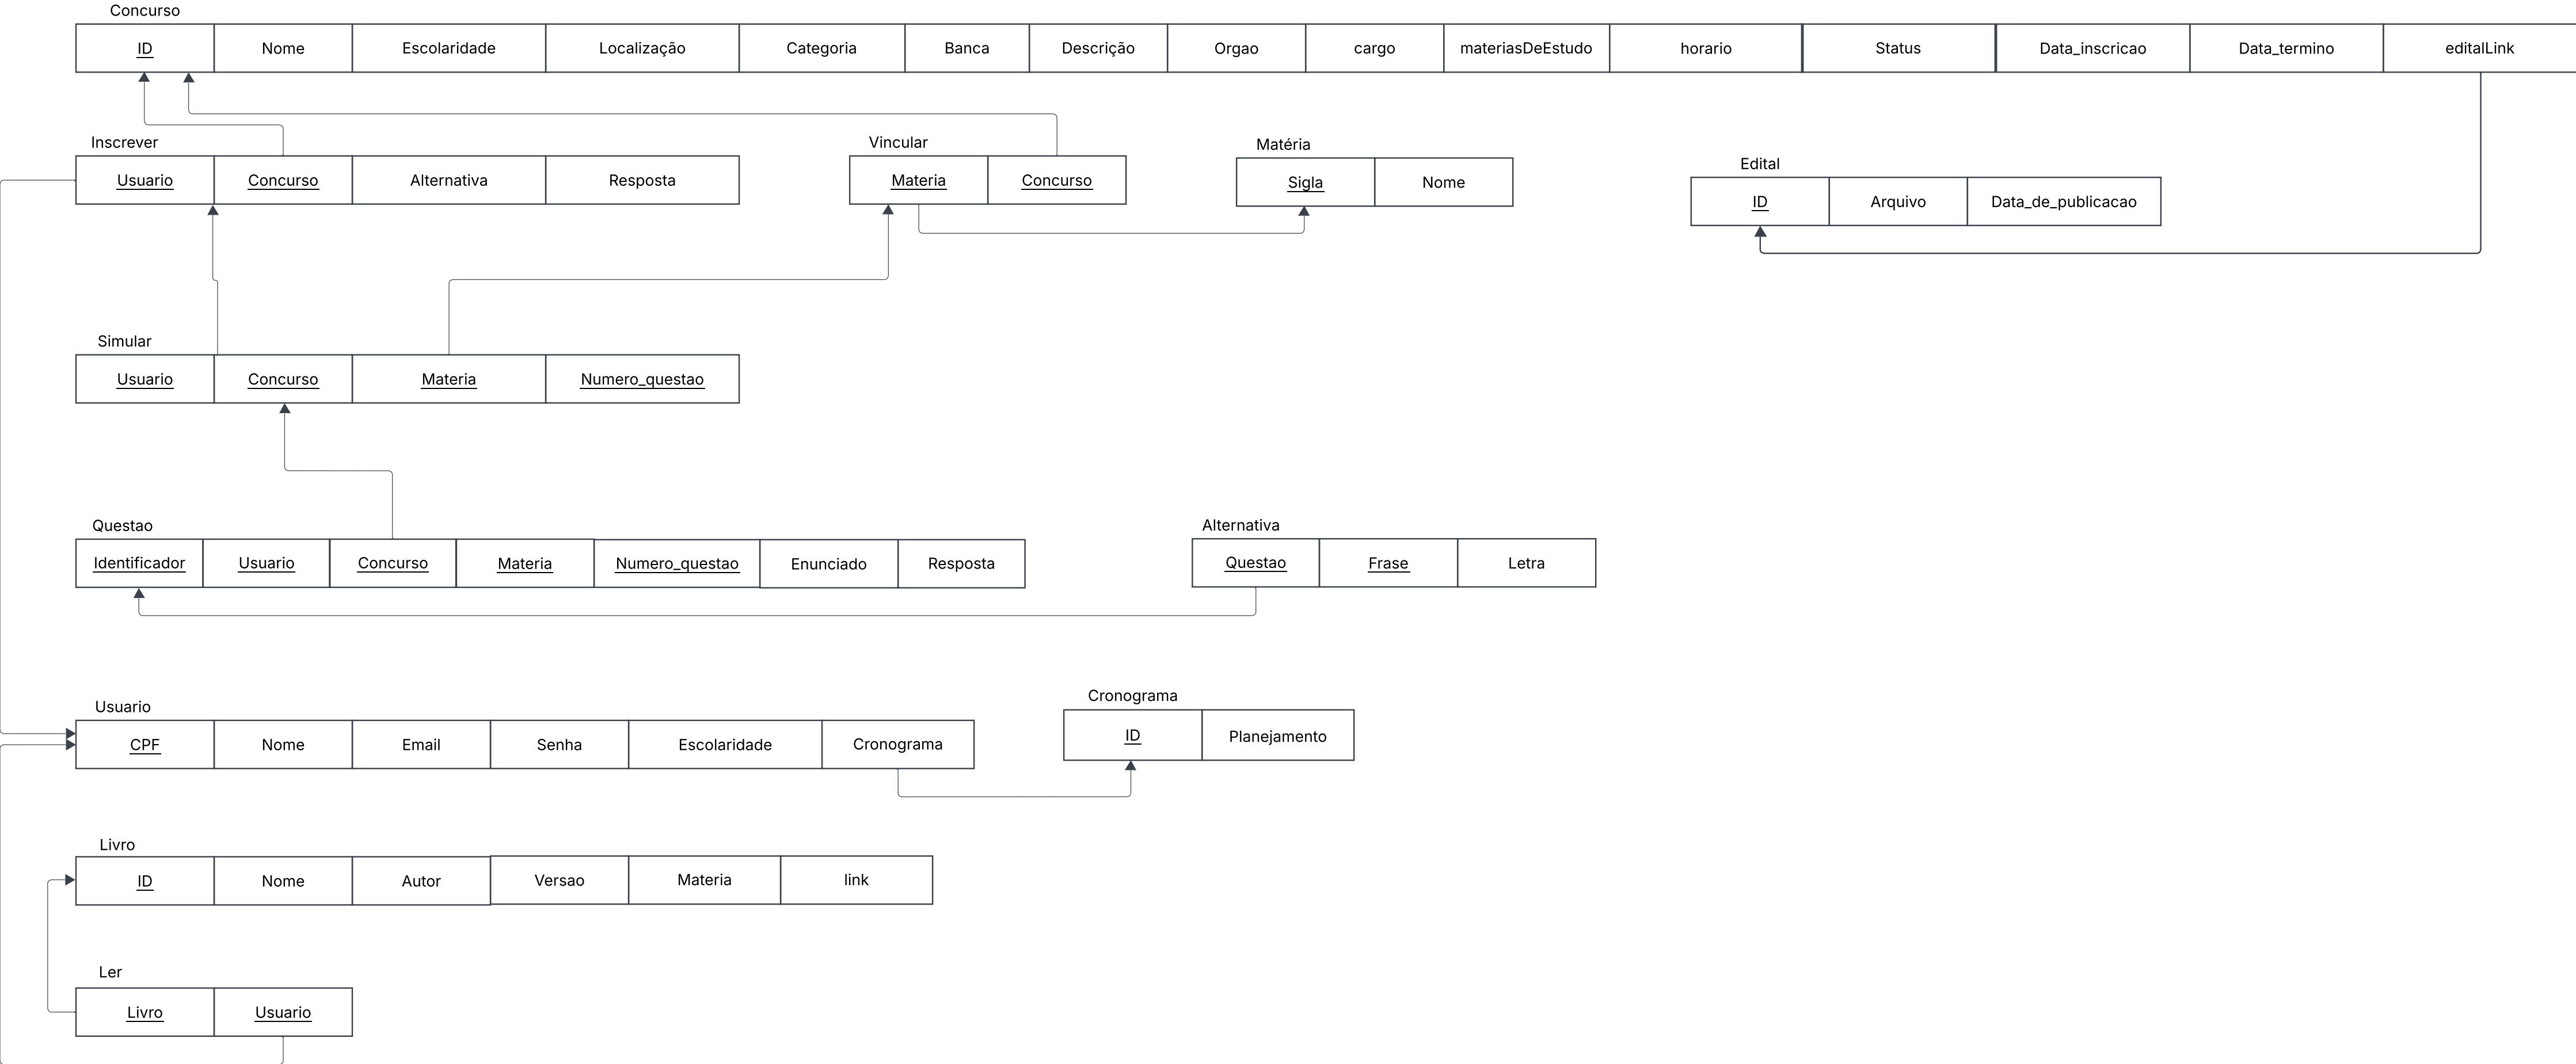 Concurso
ID Nome Escolaridade Localização Categoria Banca Descrição Orgao cargo materiasDeEstudo horario Status Data_inscricao Data_termino editalLink
Inscrever
Usuario Concurso Alternativa Resposta
Vincular
Materia Concurso
Matéria
Sigla Nome
Edital
ID Arquivo Data_de_publicacao
Simular
Usuario Concurso Materia Numero_questao
Questao
Identificador Usuario Concurso Materia Numero_questao Enunciado Resposta
Alternativa
Questao Frase Letra
Usuario
CPF Nome Email Senha Escolaridade Cronograma
Cronograma
ID Planejamento
Livro
ID Nome Autor Versao Materia link
Ler
Livro Usuario